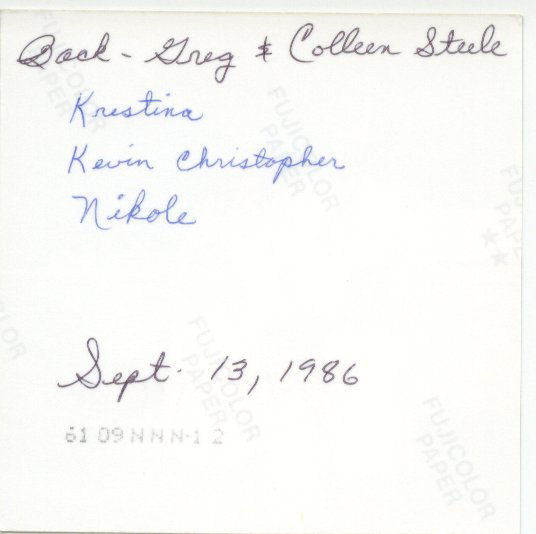 Back - Greg & Colleen Steele
Krestina
Kevin Christopher
Nikole
Sept. 13, 1986
61 09 N N N-1 2
FUJICOLOR
PAPER
FUJICOLOR
PAPER
FUJICOLOR
PAPER
FUJICOLOR
PAPER